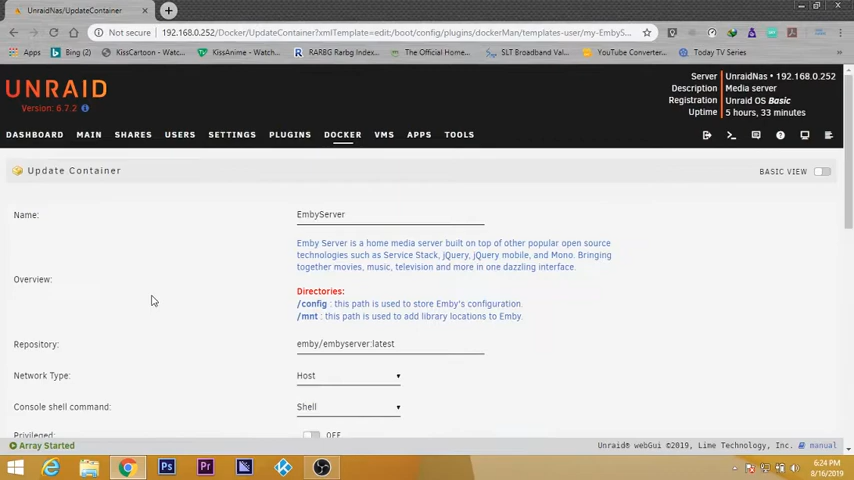 UnraidNas/UpdateContainer
Not secure
192.168.0.252/Docker/UpdateContainer?xmlTemplate=edit:/boot/config/plugins/dockerMan/templates-user/my-EmbyS...
Apps
Bing (2)
KissCartoon - Watch...
KissAnime - Watch...
RARBG Rarbg Index...
The Official Home...
SLT Broadband Val...
YouTube Converter...
Today TV Series
UNRAID
Version: 6.7.2
Server UnraidNas • 192.168.0.252
Description Media server
Registration Unraid OS Basic
Uptime 5 hours, 33 minutes
DASHBOARD MAIN SHARES USERS SETTINGS PLUGINS DOCKER VMS APPS TOOLS
Update Container
BASIC VIEW
Name:
EmbyServer
Overview:
Emby Server is a home media server built on top of other popular open source
technologies such as Service Stack, jQuery, jQuery mobile, and Mono. Bringing
together movies, music, television and more in one dazzling interface.
Directories:
/config : this path is used to store Emby's configuration.
/mnt : this path is used to add library locations to Emby.
Repository:
emby/embyserver:latest
Network Type:
Host
Console shell command:
Shell
Privileged:
OFF
Array Started
Unraid® webGui ©2019, Lime Technology, Inc. manual
Ps
Pr
6:24 PM
8/16/2019